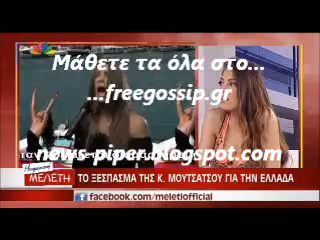 Μάθετε τα όλα στο...
...freegossip.gr
news-piper.blogspot.com
ΜΕΛΕΤΗ
ΤΟ ΞΕΣΠΑΣΜΑ ΤΗΣ Κ. ΜΟΥΤΣΑΤΣΟΥ ΓΙΑ ΤΗΝ ΕΛΛΑΔΑ
facebook.com/meletiofficial